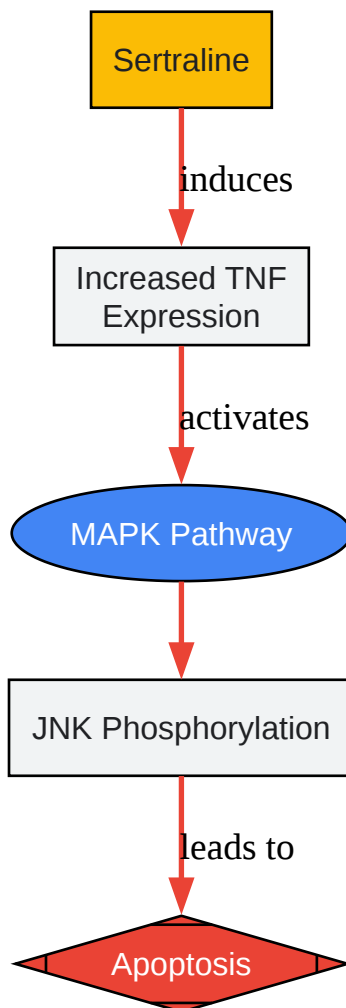 Sertraline
induces
Increased TNF
Expression
activates
MAPK Pathway
JNK Phosphorylation
leads to
Apoptosis